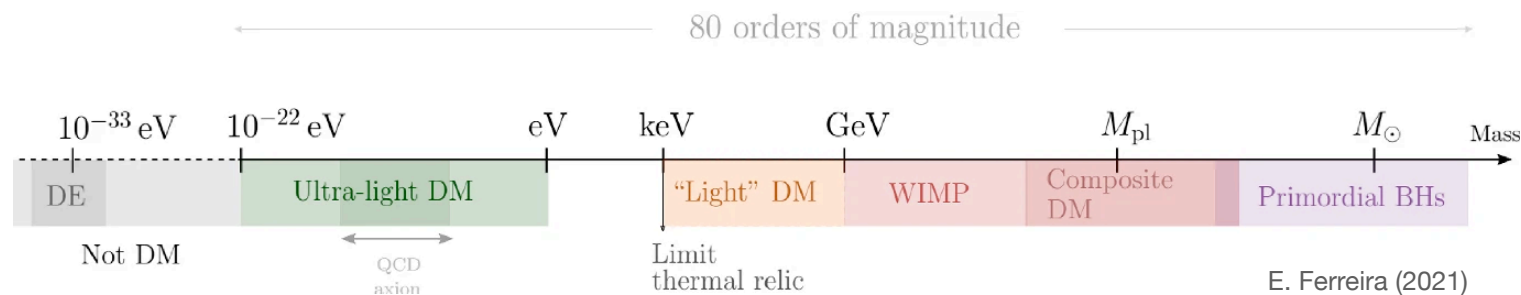 80 orders of magnitude
10⁻³³ eV 10⁻²² eV eV keV GeV M_pl M_⊙ Mass
DE Ultra-light DM “Light” DM WIMP Composite DM Primordial BHs
Not DM
QCD
axion
Limit
thermal relic
E. Ferreira (2021)